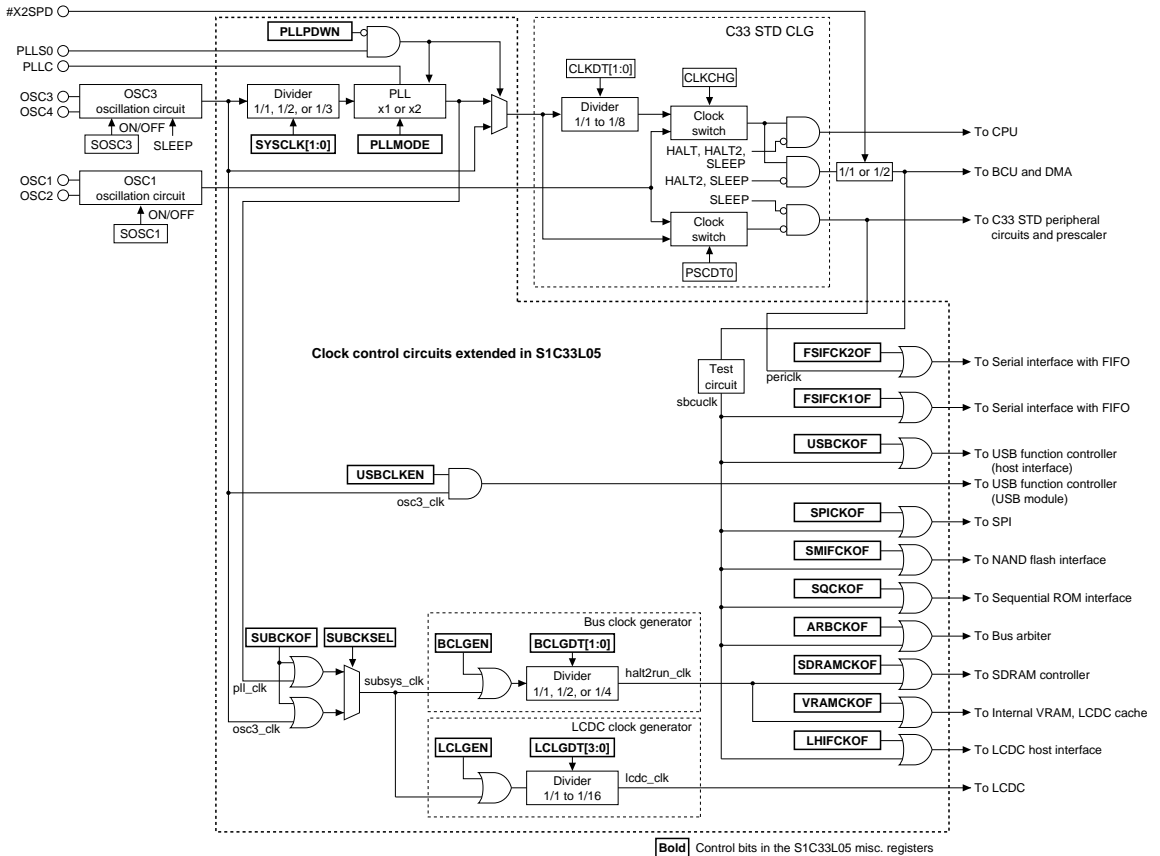 #X2SPD
PLLS0
PLLC
OSC3
OSC4
OSC3
oscillation circuit
ON/OFF
SOSC3
SLEEP
OSC1
OSC2
OSC1
oscillation circuit
ON/OFF
SOSC1
PLLPDWN
Divider
1/1, 1/2, or 1/3
SYSCLK[1:0]
PLL
x1 or x2
PLLMODE
C33 STD CLG
CLKDT[1:0]
Divider
1/1 to 1/8
CLKCHG
Clock
switch
HALT, HALT2,
SLEEP
HALT2, SLEEP
SLEEP
Clock
switch
PSCDT0
1/1 or 1/2
To CPU
To BCU and DMA
To C33 STD peripheral
circuits and prescaler
Clock control circuits extended in S1C33L05
Test
circuit
sbcuclk
periclk
FSIFCK2OF
To Serial interface with FIFO
FSIFCK1OF
To Serial interface with FIFO
USBCKOF
To USB function controller
(host interface)
USBCLKEN
osc3_clk
To USB function controller
(USB module)
SPICKOF
To SPI
SMIFCKOF
To NAND flash interface
SQCKOF
To Sequential ROM interface
ARBCKOF
To Bus arbiter
SDRAMCKOF
To SDRAM controller
VRAMCKOF
To Internal VRAM, LCDC cache
LHIFCKOF
To LCDC host interface
To LCDC
SUBCKOF
SUBCKSEL
pll_clk
osc3_clk
subsys_clk
Bus clock generator
BCLGEN
BCLGDT[1:0]
Divider
1/1, 1/2, or 1/4
halt2run_clk
LCDC clock generator
LCLGEN
LCLGDT[3:0]
Divider
1/1 to 1/16
lcdc_clk
Bold Control bits in the S1C33L05 misc. registers